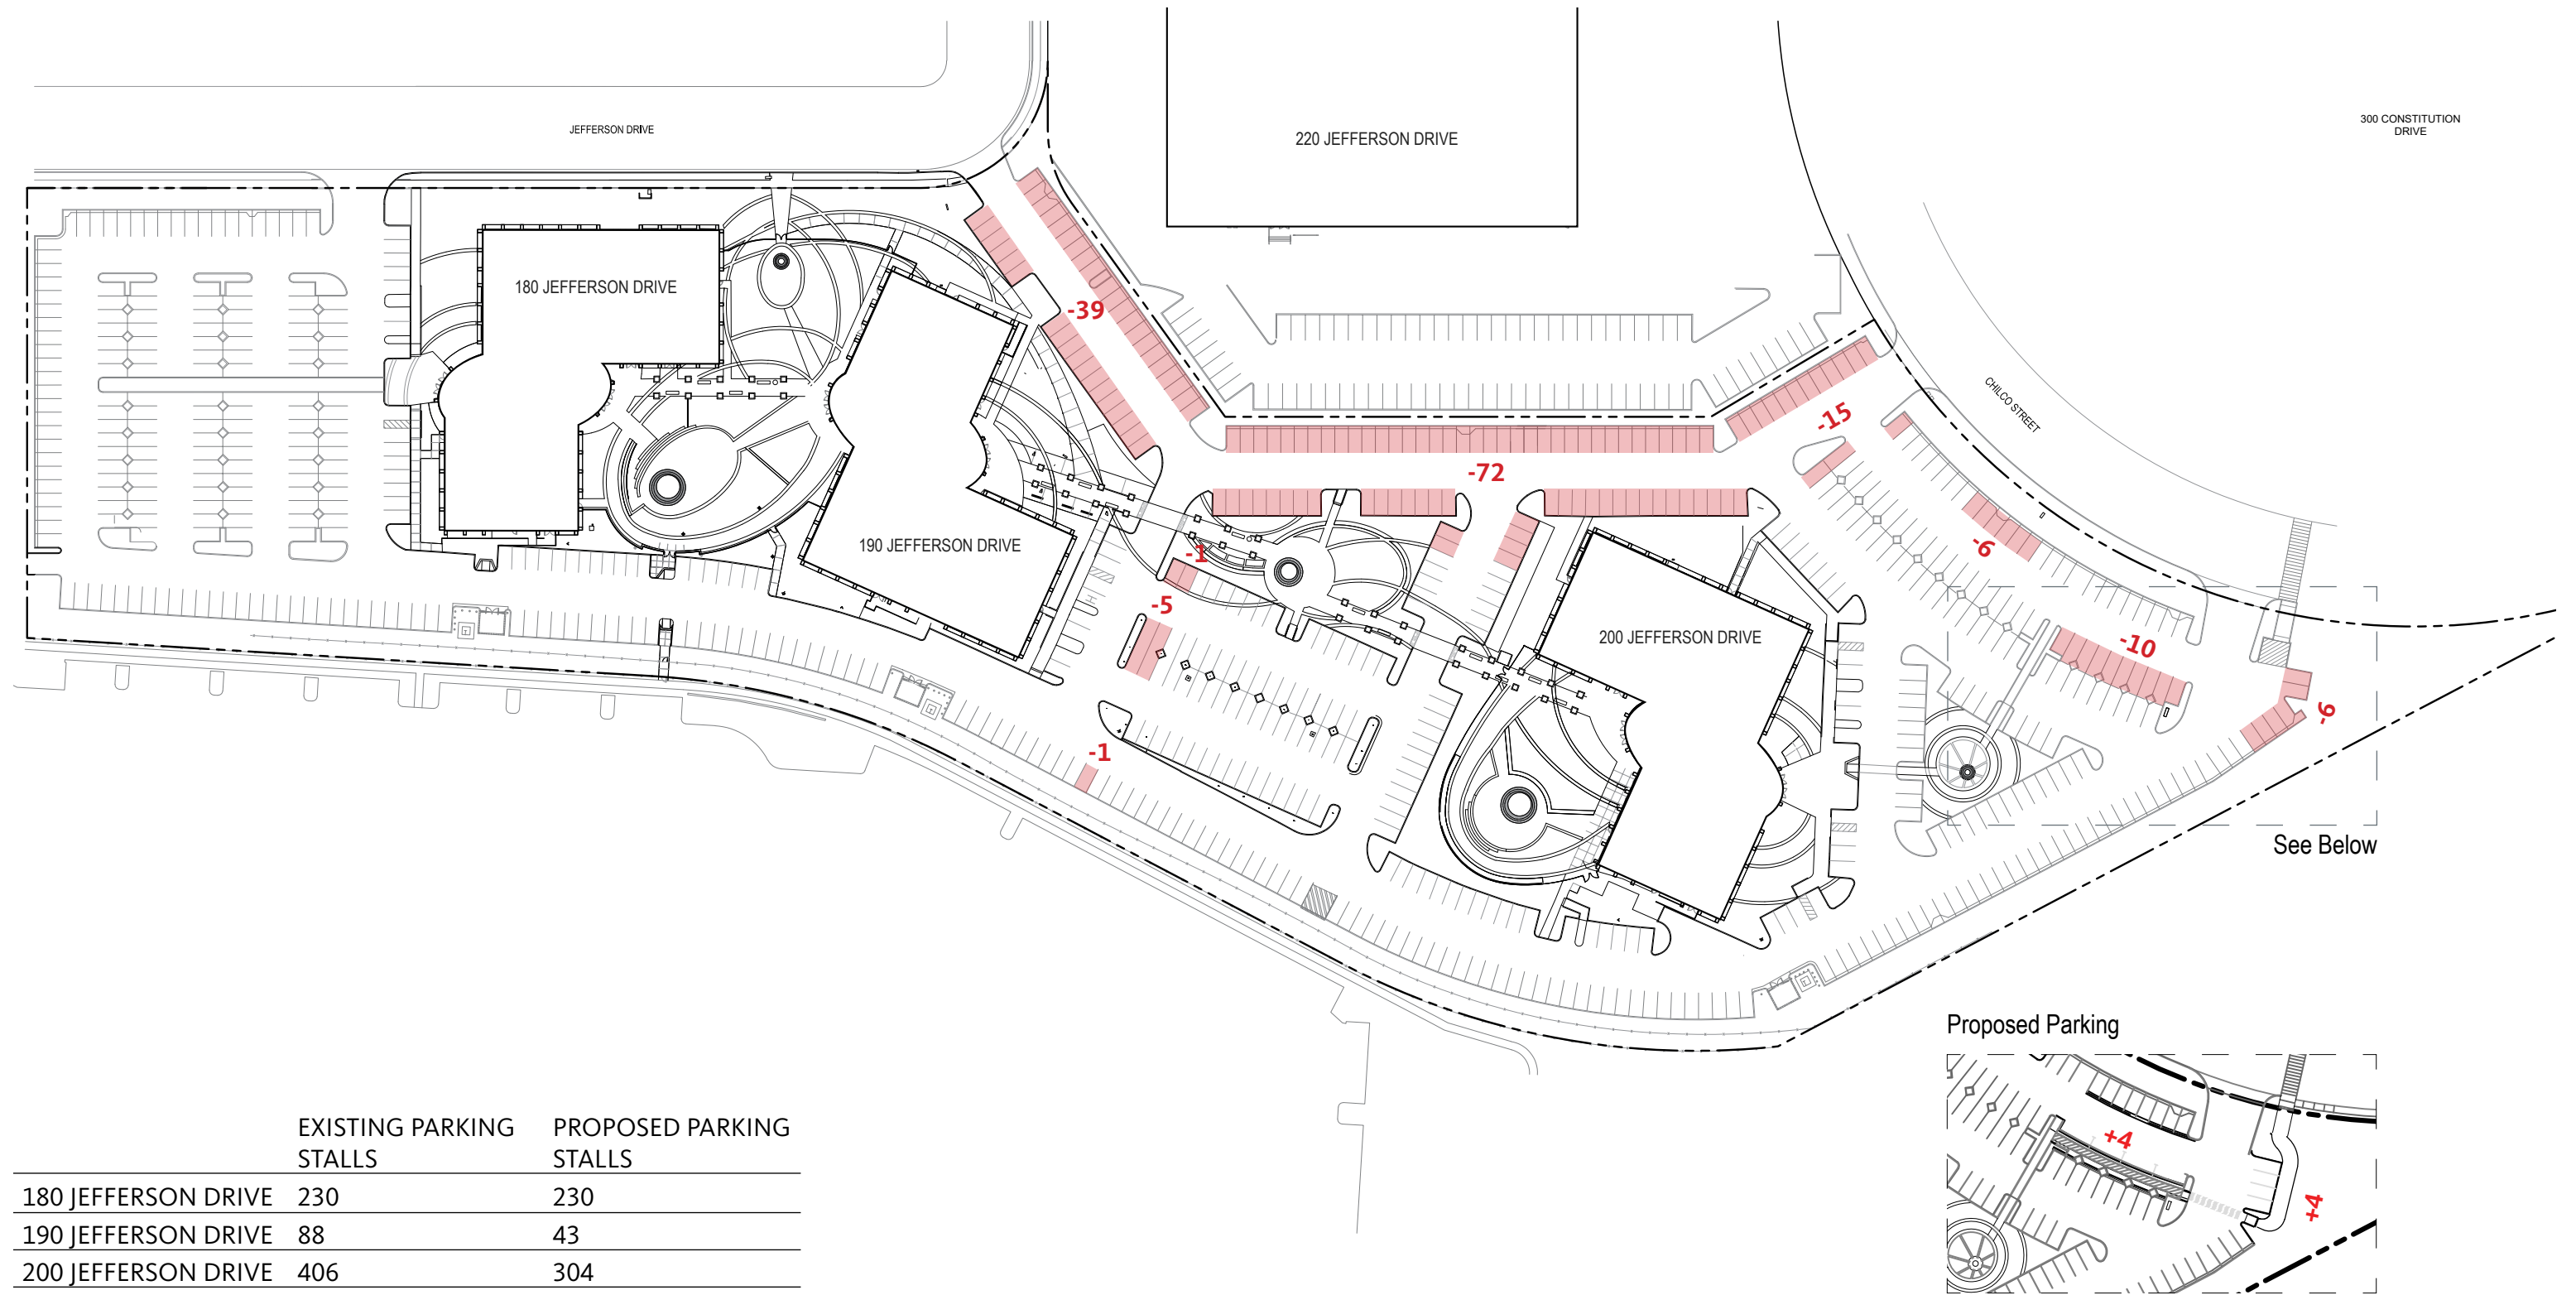 JEFFERSON DRIVE
220 JEFFERSON DRIVE
300 CONSTITUTION
DRIVE
180 JEFFERSON DRIVE
-39
CHILCO STREET
-15
-72
190 JEFFERSON DRIVE
-1
-6
-5
200 JEFFERSON DRIVE
-10
-6
-1
See Below
Proposed Parking
+4
+4
EXISTING PARKING
STALLS
PROPOSED PARKING
STALLS
180 JEFFERSON DRIVE 230 230
190 JEFFERSON DRIVE 88 43
200 JEFFERSON DRIVE 406 304